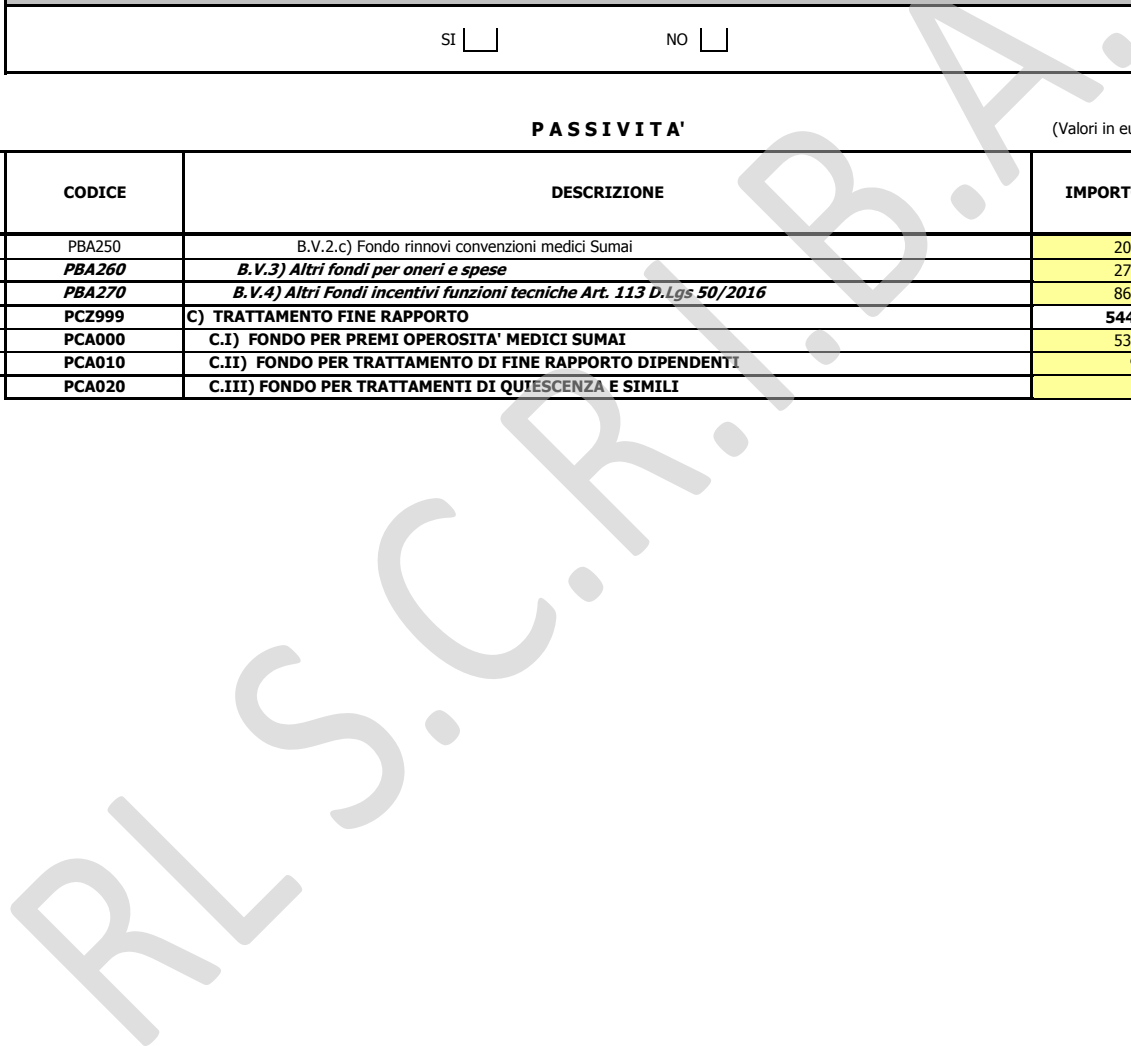 SI NO
P A S S I V I T A' (Valori in eu
CODICE DESCRIZIONE IMPORT
PBA250 B.V.2.c) Fondo rinnovi convenzioni medici Sumai 20
PBA260 B.V.3) Altri fondi per oneri e spese 27
PBA270 B.V.4) Altri Fondi incentivi funzioni tecniche Art. 113 D.Lgs 50/2016 86
PCZ999 C) TRATTAMENTO FINE RAPPORTO 544
PCA000 C.I) FONDO PER PREMI OPEROSITA' MEDICI SUMAI 53
PCA010 C.II) FONDO PER TRATTAMENTO DI FINE RAPPORTO DIPENDENTI
PCA020 C.III) FONDO PER TRATTAMENTI DI QUIESCENZA E SIMILI
RL S.C.R.I.B.A.